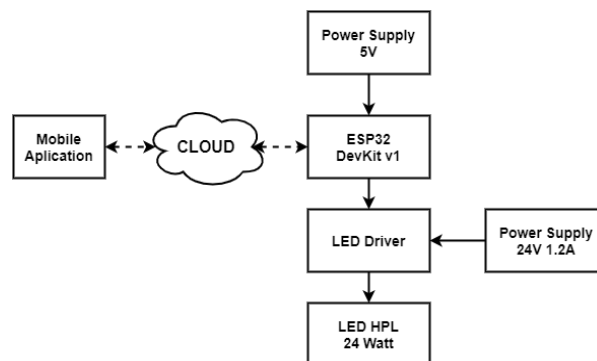 Power Supply
5V
Mobile
Aplication
CLOUD
ESP32
DevKit v1
LED Driver
Power Supply
24V 1.2A
LED HPL
24 Watt